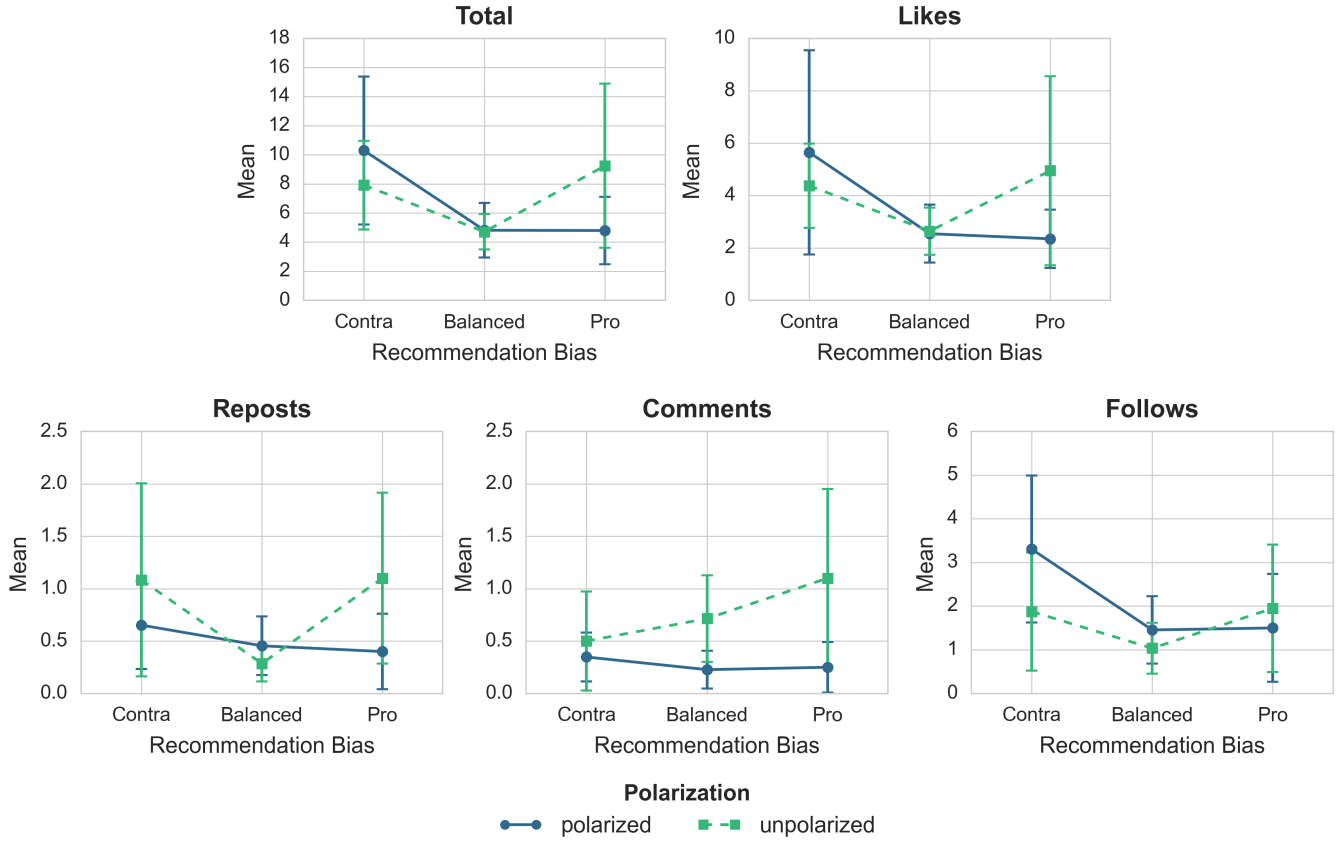 Total
Likes
18
16
14
12
10
8
6
4
2
0
Mean
Contra
Balanced
Pro
Recommendation Bias
10
8
6
4
2
0
Mean
Contra
Balanced
Pro
Recommendation Bias
Reposts
2.5
2.0
1.5
1.0
0.5
0.0
Mean
Contra
Balanced
Pro
Recommendation Bias
Comments
2.5
2.0
1.5
1.0
0.5
0.0
Mean
Contra
Balanced
Pro
Recommendation Bias
Follows
6
5
4
3
2
1
0
Mean
Contra
Balanced
Pro
Recommendation Bias
Polarization
polarized
unpolarized